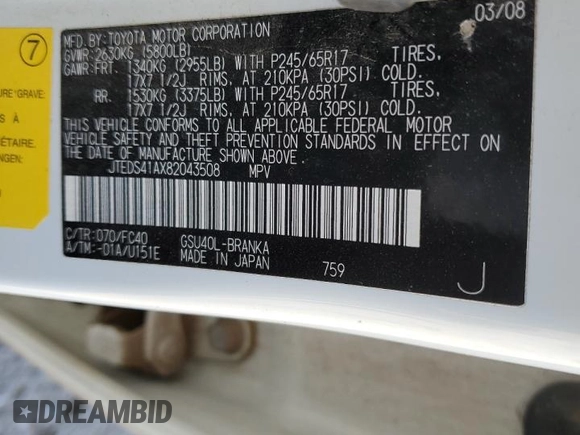 03/08
MFD. BY: TOYOTA MOTOR CORPORATION
GVWR: 2630KG (5800LB)
GAWR: FRT. 1340KG (2955LB) WITH P245/65R17 TIRES,
17X7 1/2J RIMS, AT 210KPA (30PSI) COLD.
RR. 1530KG (3375LB) WITH P245/65R17 TIRES,
17X7 1/2J RIMS, AT 210KPA (30PSI) COLD.
THIS VEHICLE CONFORMS TO ALL APPLICABLE FEDERAL MOTOR
VEHICLE SAFETY AND THEFT PREVENTION STANDARDS IN EFFECT ON
THE DATE OF MANUFACTURE SHOWN ABOVE.
JTEDS41AX82043508 MPV
C/TR: 070/FC40 GSU40L-BRANKA
A/TM: -01A/U151E MADE IN JAPAN 759
J
7
URE GRAVE:
S À
ÉTAIRE.
NGEN:
DREAMBID